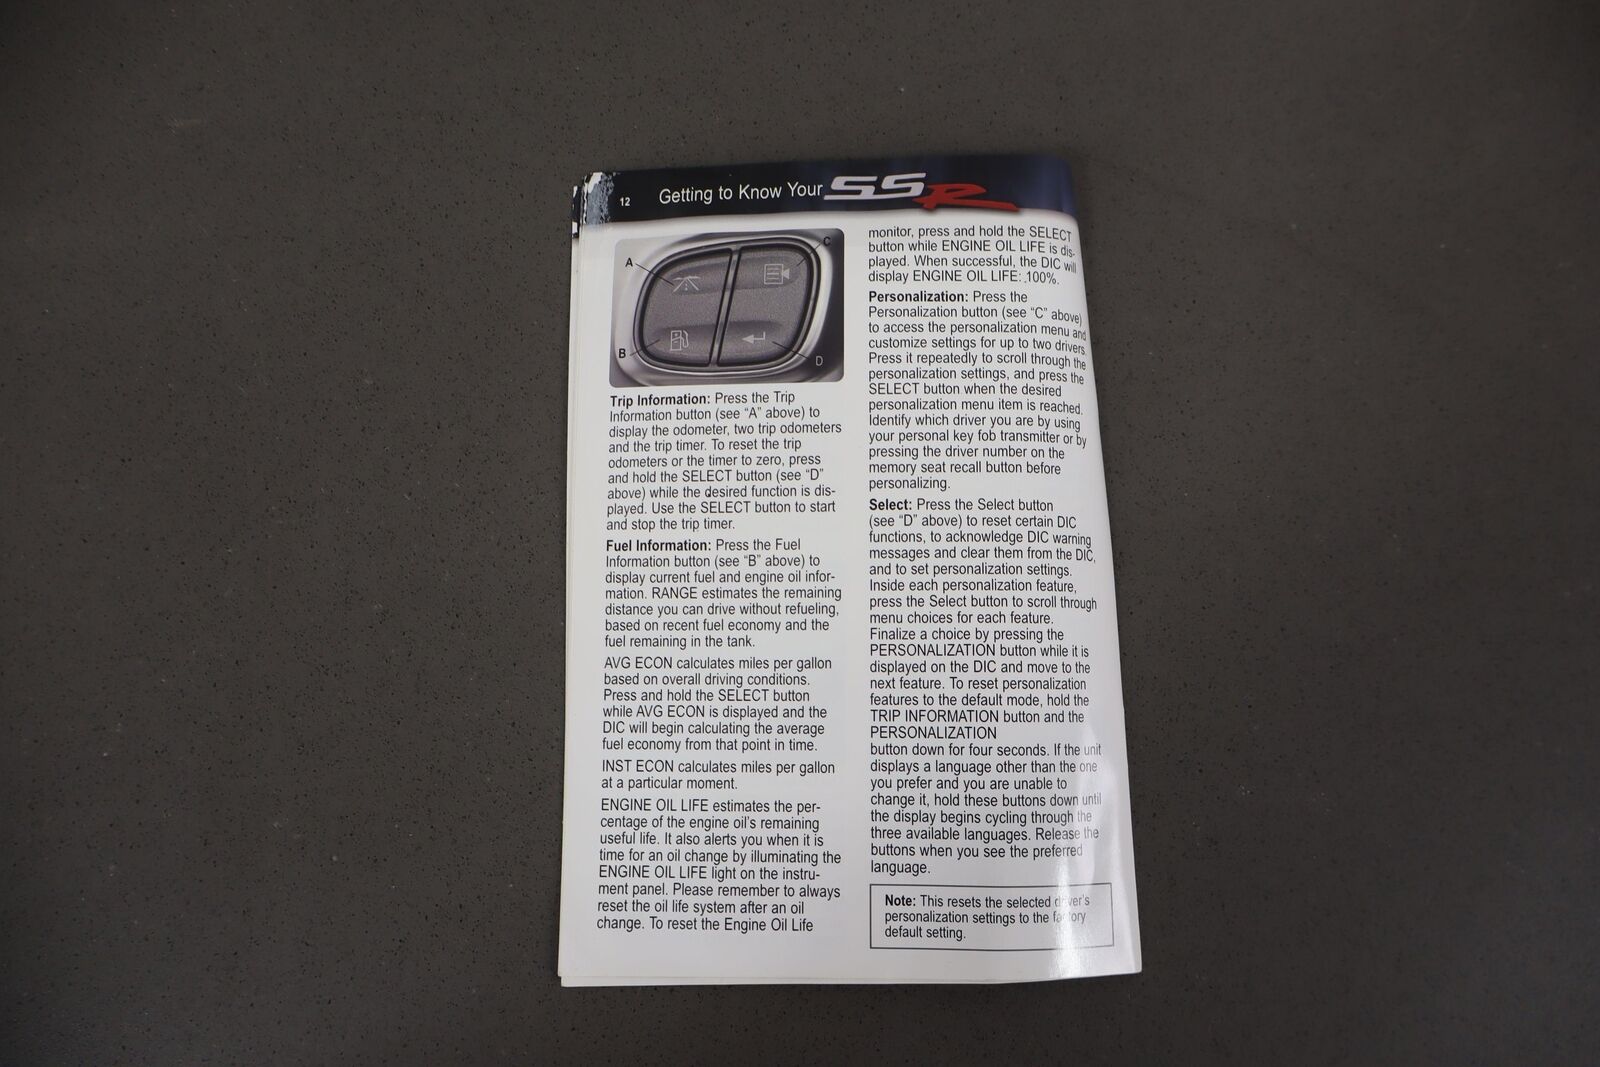 12
Getting to Know Your SSR
A
C
B
D
Trip Information: Press the Trip
Information button (see "A" above) to
display the odometer, two trip odometers
and the trip timer. To reset the trip
odometers or the timer to zero, press
and hold the SELECT button (see "D"
above) while the desired function is dis-
played. Use the SELECT button to start
and stop the trip timer.
Fuel Information: Press the Fuel
Information button (see "B" above) to
display current fuel and engine oil infor-
mation. RANGE estimates the remaining
distance you can drive without refueling,
based on recent fuel economy and the
fuel remaining in the tank.
AVG ECON calculates miles per gallon
based on overall driving conditions.
Press and hold the SELECT button
while AVG ECON is displayed and the
DIC will begin calculating the average
fuel economy from that point in time.
INST ECON calculates miles per gallon
at a particular moment.
ENGINE OIL LIFE estimates the per-
centage of the engine oil's remaining
useful life. It also alerts you when it is
time for an oil change by illuminating the
ENGINE OIL LIFE light on the instru-
ment panel. Please remember to always
reset the oil life system after an oil
change. To reset the Engine Oil Life
monitor, press and hold the SELECT
button while ENGINE OIL LIFE is dis-
played. When successful, the DIC will
display ENGINE OIL LIFE: 100%.
Personalization: Press the
Personalization button (see "C" above)
to access the personalization menu and
customize settings for up to two drivers.
Press it repeatedly to scroll through the
personalization settings, and press the
SELECT button when the desired
personalization menu item is reached.
Identify which driver you are by using
your personal key fob transmitter or by
pressing the driver number on the
memory seat recall button before
personalizing.
Select: Press the Select button
(see "D" above) to reset certain DIC
functions, to acknowledge DIC warning
messages and clear them from the DIC,
and to set personalization settings.
Inside each personalization feature,
press the Select button to scroll through
menu choices for each feature.
Finalize a choice by pressing the
PERSONALIZATION button while it is
displayed on the DIC and move to the
next feature. To reset personalization
features to the default mode, hold the
TRIP INFORMATION button and the
PERSONALIZATION
button down for four seconds. If the unit
displays a language other than the one
you prefer and you are unable to
change it, hold these buttons down until
the display begins cycling through the
three available languages. Release the
buttons when you see the preferred
language.
Note: This resets the selected driver's
personalization settings to the factory
default setting.